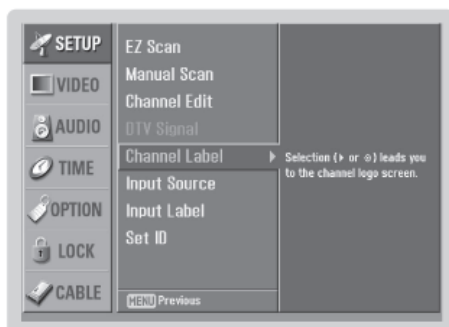 SETUP
VIDEO
AUDIO
TIME
OPTION
LOCK
CABLE
EZ Scan
Manual Scan
Channel Edit
DTV Signal
Channel Label ▶
Input Source
Input Label
Set ID
MENU Previous
Selection (▶ or ⊙) leads you
to the channel logo screen.